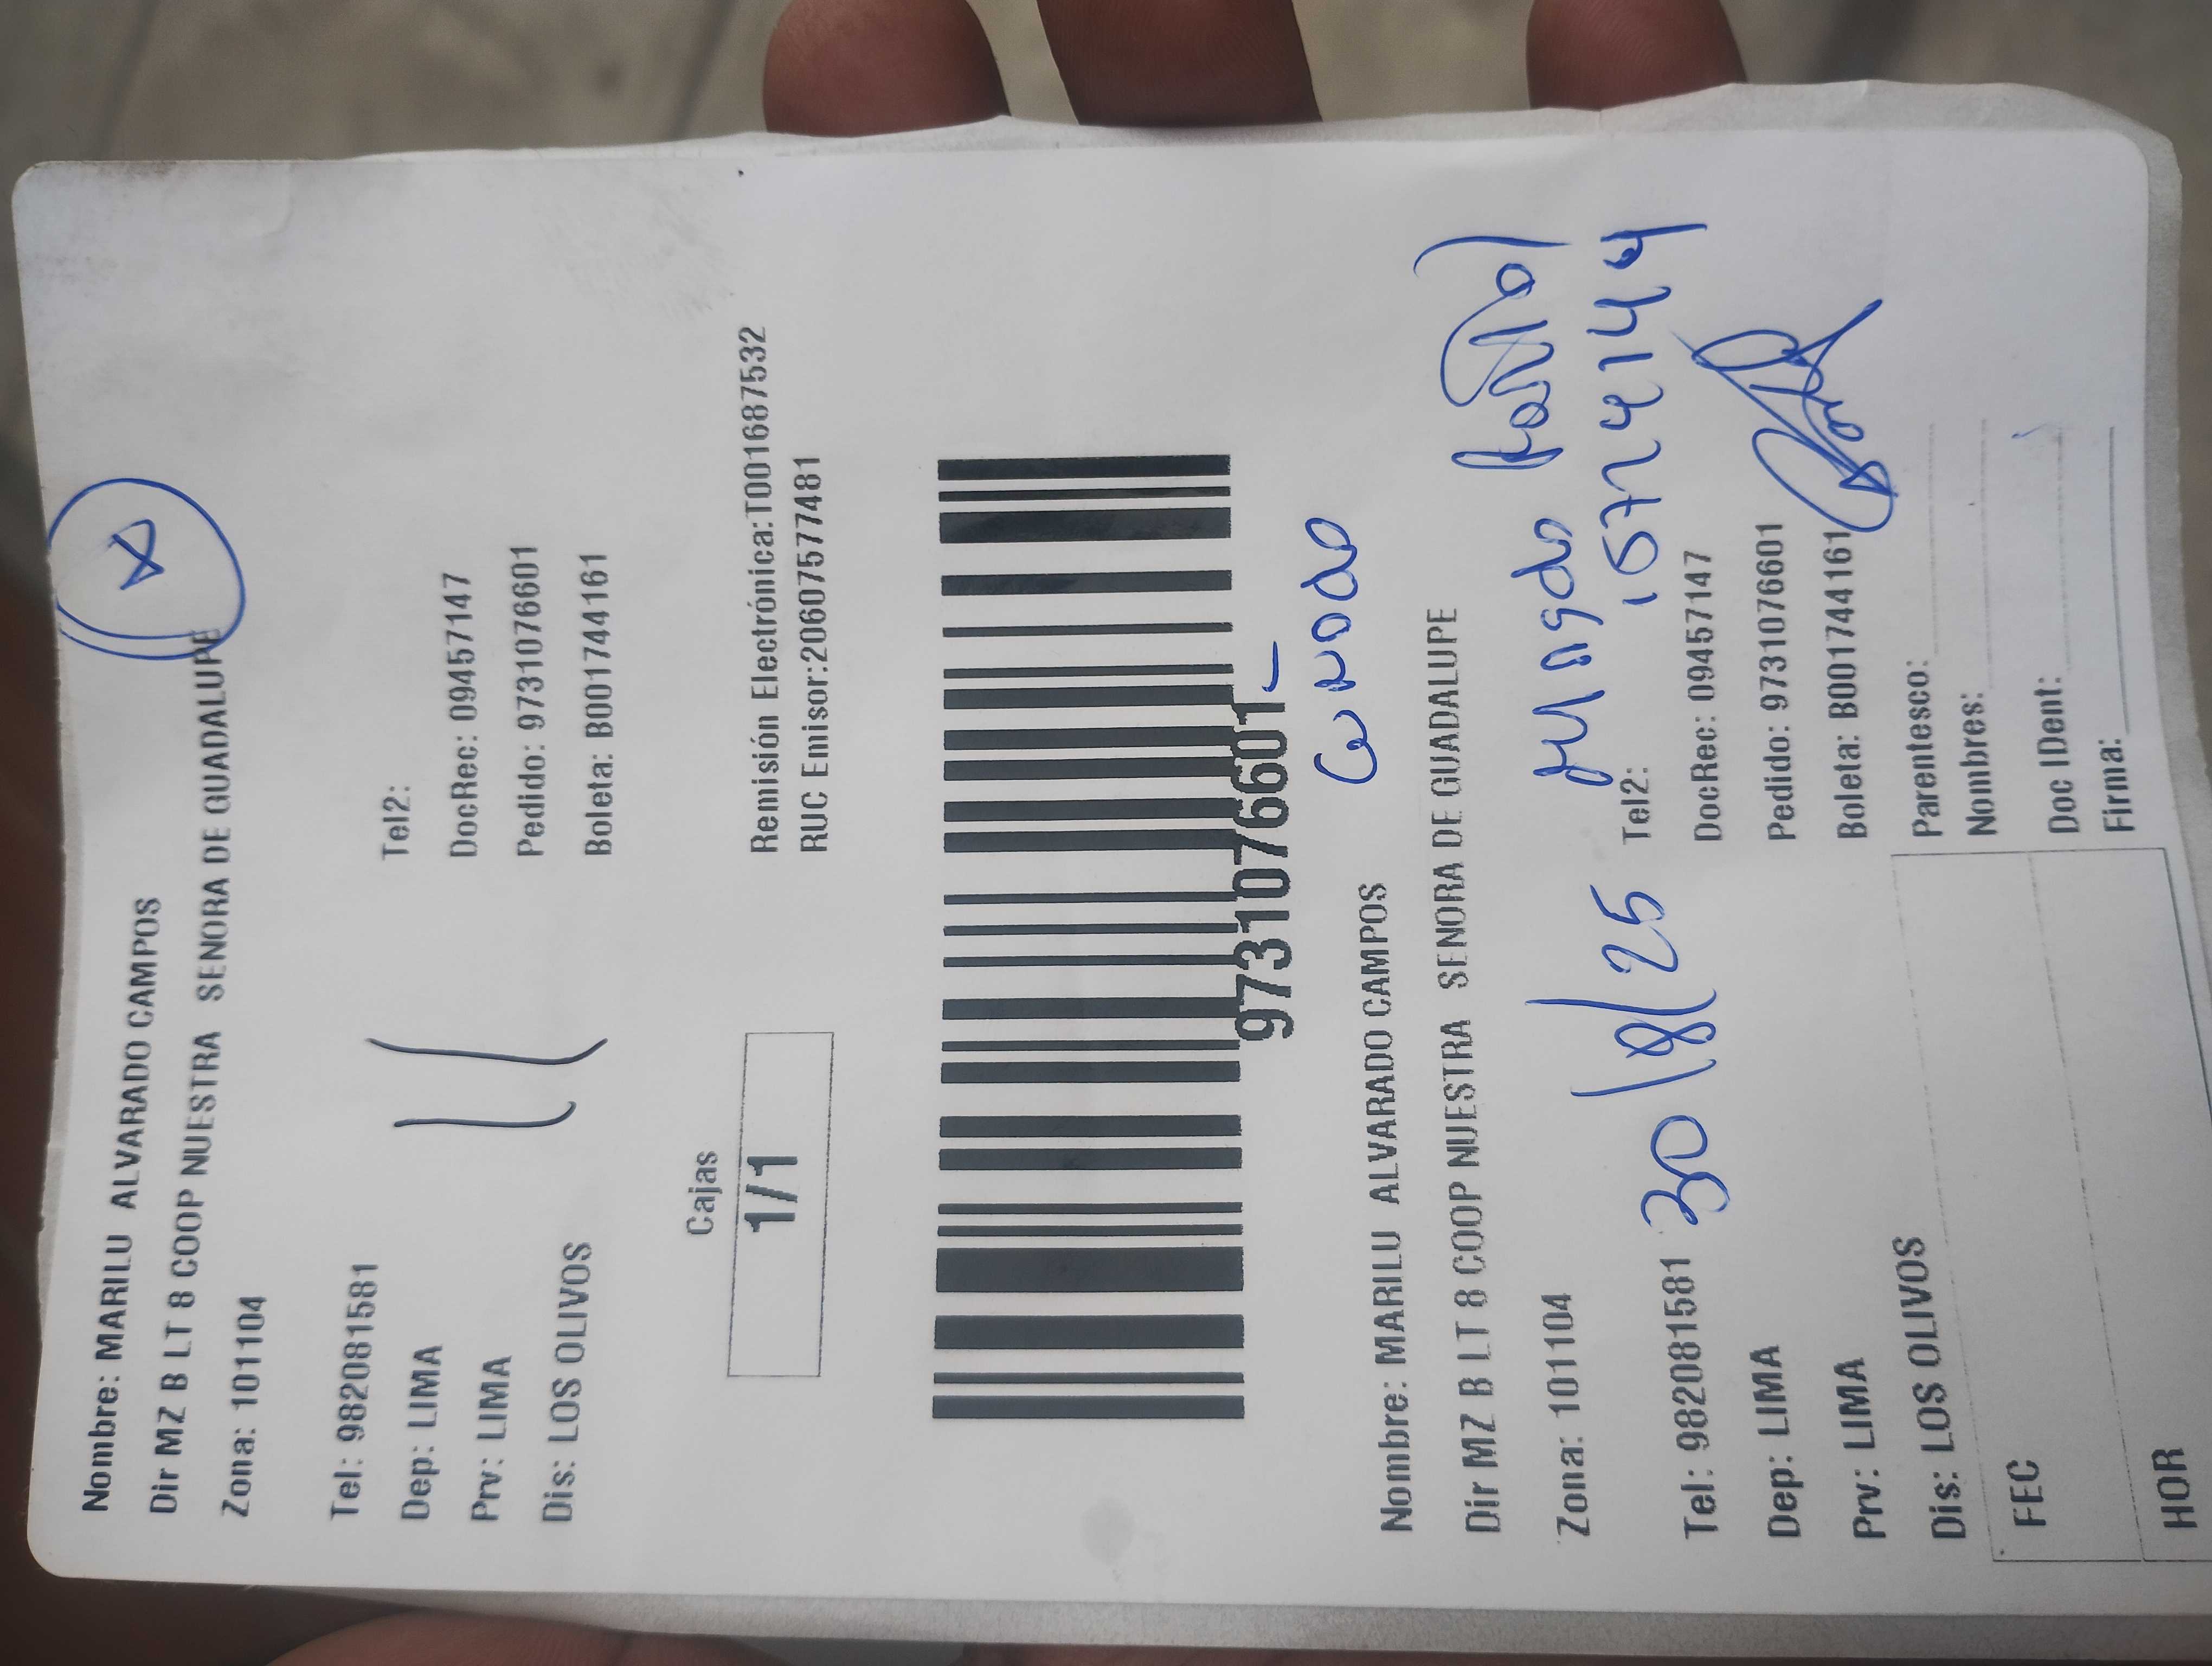 Nombre: MARILU ALVARADO CAMPOS
Dir MZ B LT 8 COOP NUESTRA SENORA DE GUADALUPE
Zona: 101104
Tel: 982081581
Tel2:
Dep: LIMA
DocRec: 09457147
Prv: LIMA
Pedido: 9731076601
Dis: LOS OLIVOS
Boleta: B001744161
Cajas
1/1
Remisión Electrónica:T001687532
RUC Emisor:20607577481
9731076601
Nombre: MARILU ALVARADO CAMPOS
Cuñado
Dir MZ B LT 8 COOP NUESTRA SENORA DE GUADALUPE
Zona: 101104
Tel: 982081581
30/8/25
Tel2:
Dep: LIMA
DocRec: 09457147
Prv: LIMA
Pedido: 9731076601
Dis: LOS OLIVOS
Boleta: B001744161
FEC
HOR
Parentesco:
Nombres:
Doc IDent:
Firma: